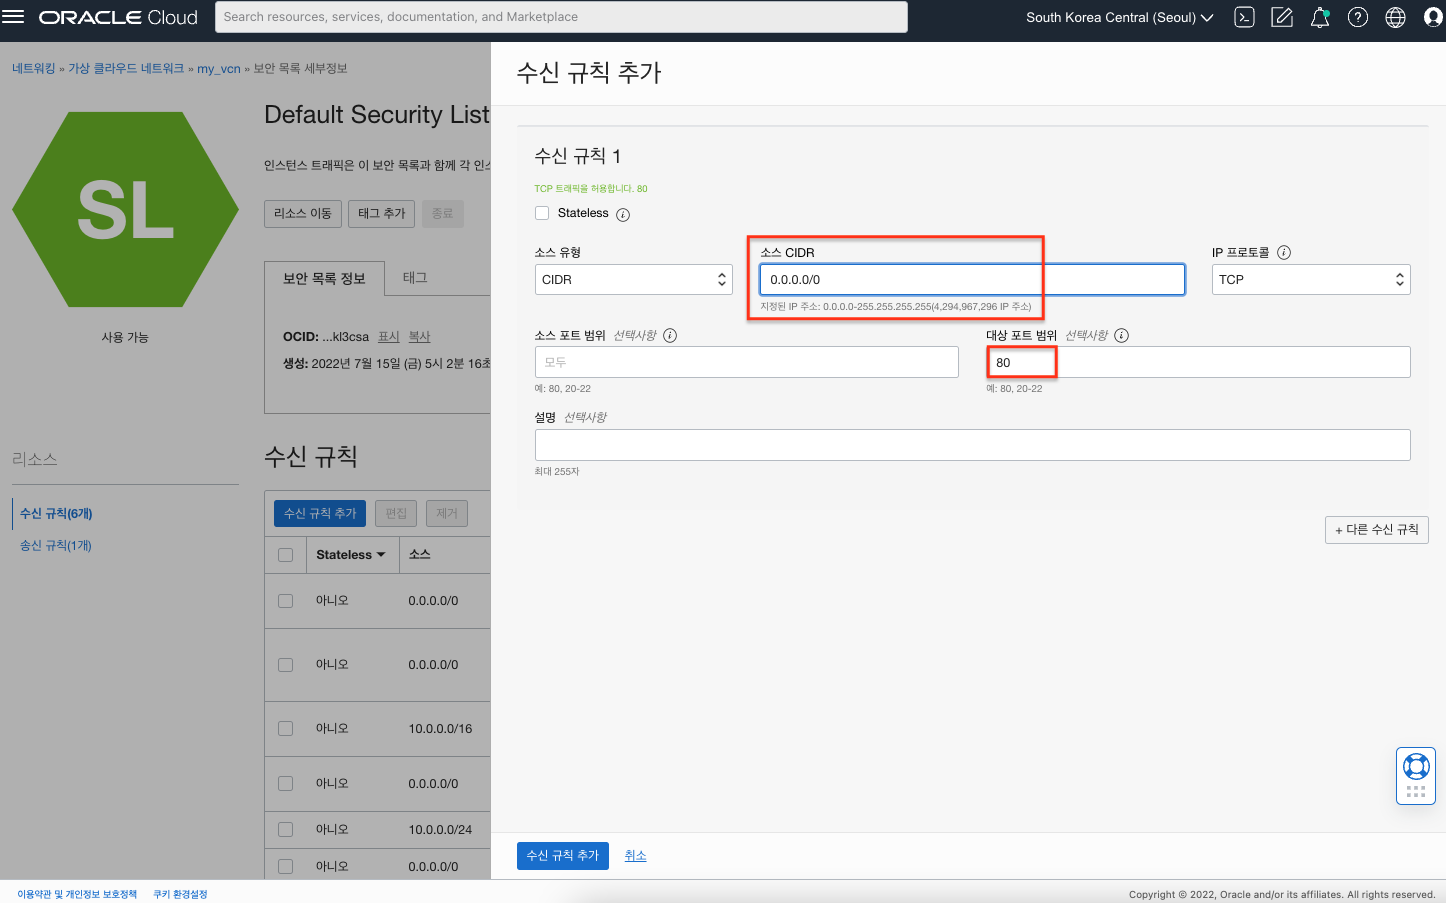 ORACLE Cloud
Search resources, services, documentation, and Marketplace
South Korea Central (Seoul)
네트워킹 » 가상 클라우드 네트워크 » my_vcn » 보안 목록 세부정보
SL
사용 가능
Default Security List
인스턴스 트래픽은 이 보안 목록과 함께 각 인스
리소스 이동
태그 추가
종료
보안 목록 정보
태그
OCID: ...kl3csa 표시 복사
생성: 2022년 7월 15일 (금) 5시 2분 16초
리소스
수신 규칙(6개)
송신 규칙(1개)
수신 규칙
수신 규칙 추가
편집
제거
Stateless
소스
아니오 0.0.0.0/0
아니오 0.0.0.0/0
아니오 10.0.0.0/16
아니오 0.0.0.0/0
아니오 10.0.0.0/24
아니오 0.0.0.0/0
수신 규칙 추가
수신 규칙 1
TCP 트래픽을 허용합니다. 80
Stateless
소스 유형
CIDR
소스 CIDR
0.0.0.0/0
지정된 IP 주소: 0.0.0.0-255.255.255.255(4,294,967,296 IP 주소)
IP 프로토콜
TCP
소스 포트 범위 선택사항
모두
예: 80, 20-22
대상 포트 범위 선택사항
80
예: 80, 20-22
설명 선택사항
최대 255자
+ 다른 수신 규칙
수신 규칙 추가
취소
이용약관 및 개인정보 보호정책
쿠키 환경설정
Copyright © 2022, Oracle and/or its affiliates. All rights reserved.